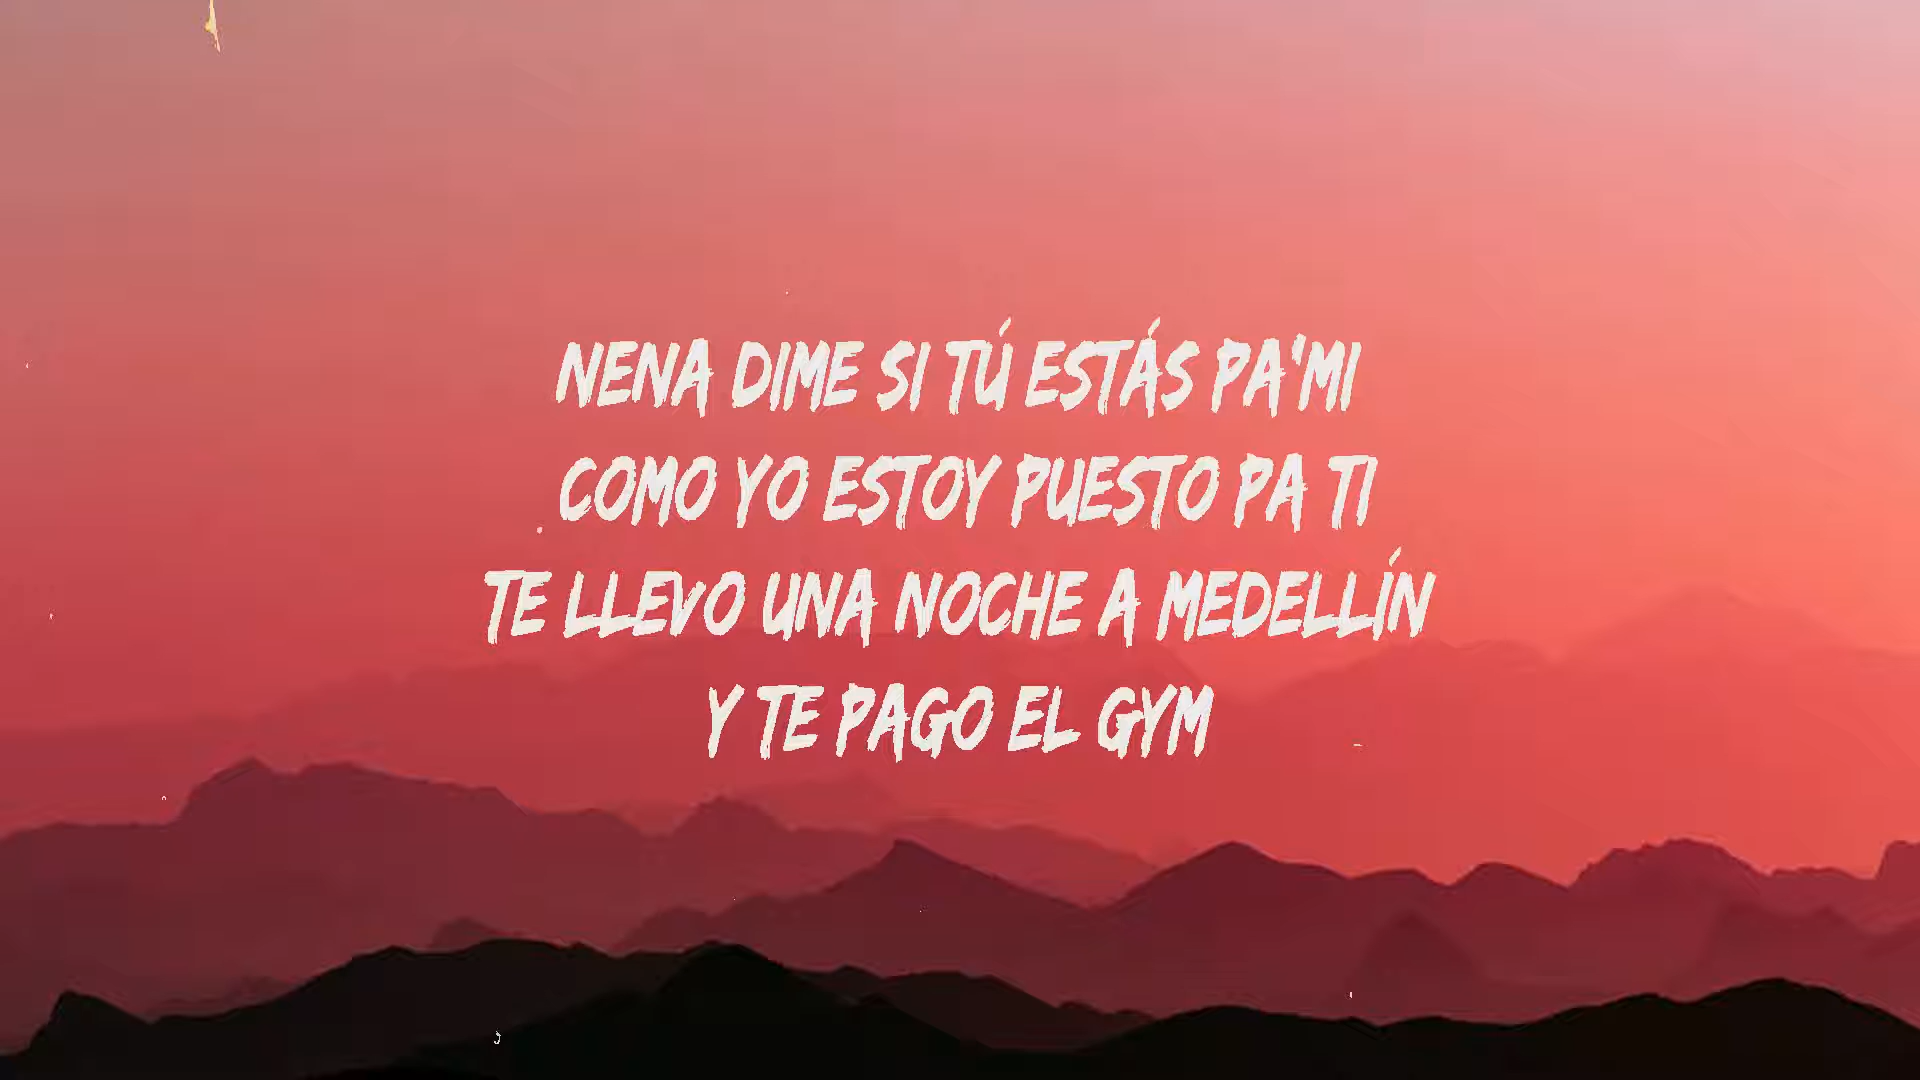 NENA DIME SI TÚ ESTÁS PA'MI
COMO YO ESTOY PUESTO PA TI
TE LLEVO UNA NOCHE A MEDELLÍN
Y TE PAGO EL GYM